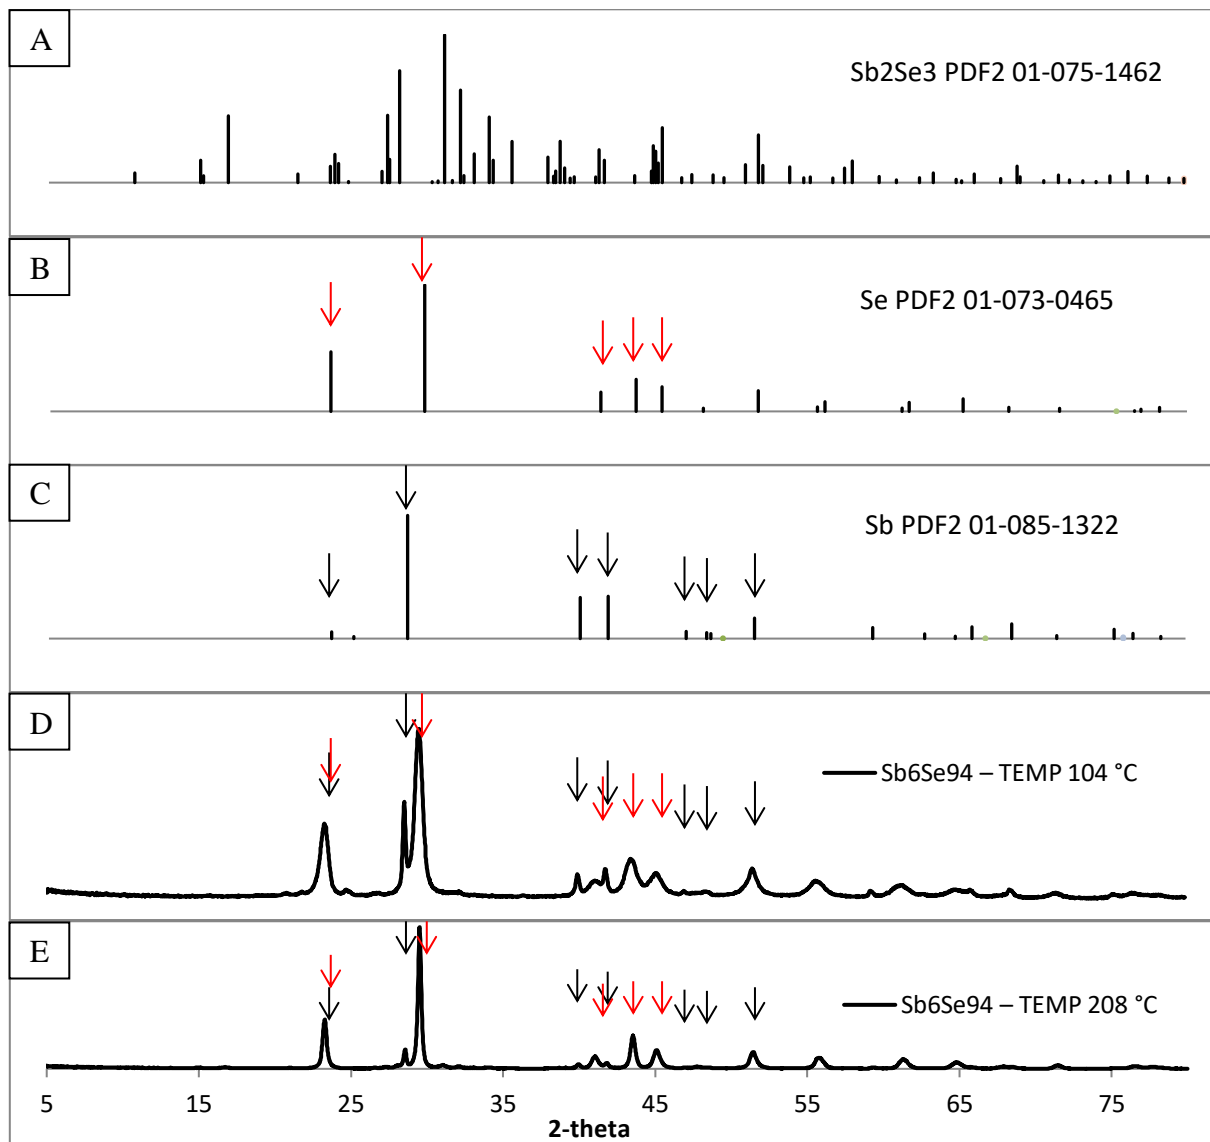 A
Sb2Se3 PDF2 01-075-1462
B
Se PDF2 01-073-0465
C
Sb PDF2 01-085-1322
D
Sb6Se94 – TEMP 104 °C
E
Sb6Se94 – TEMP 208 °C
5 15 25 35 45 55 65 75
2-theta